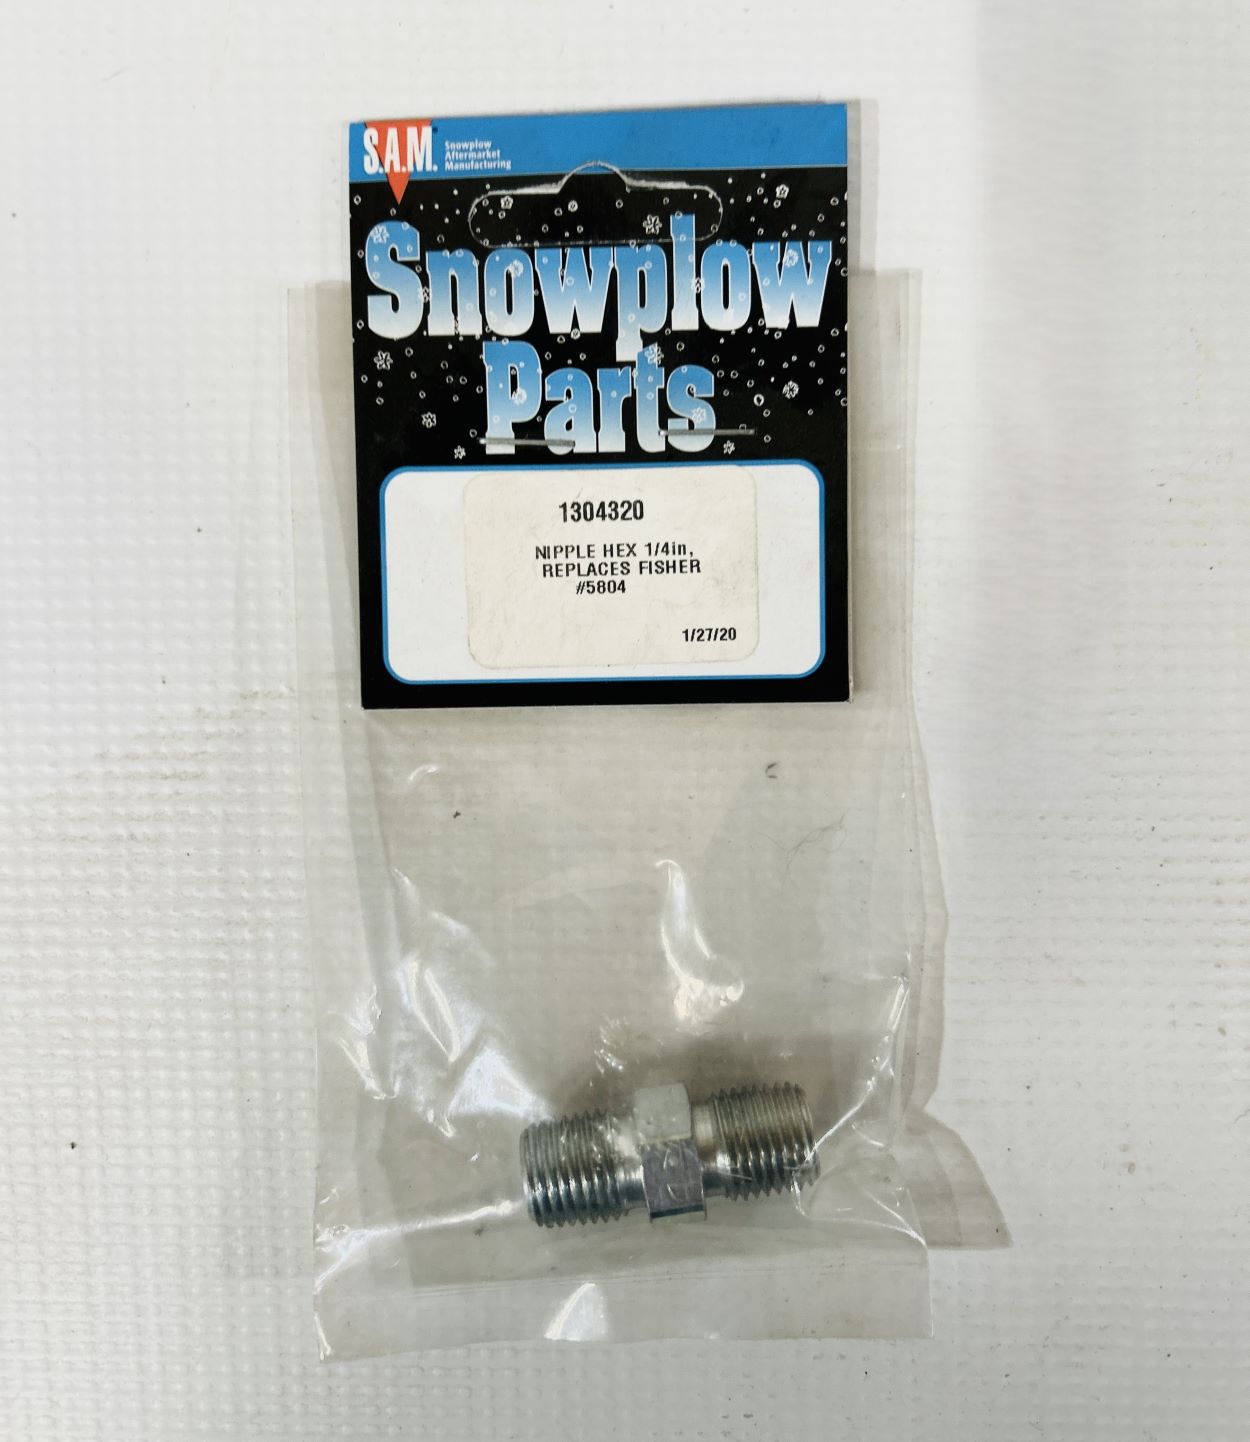 S.A.M.
Snowplow
Aftermarket
Manufacturing
Snowplow
Parts
1304320
NIPPLE HEX 1/4in,
REPLACES FISHER
#5804
1/27/20